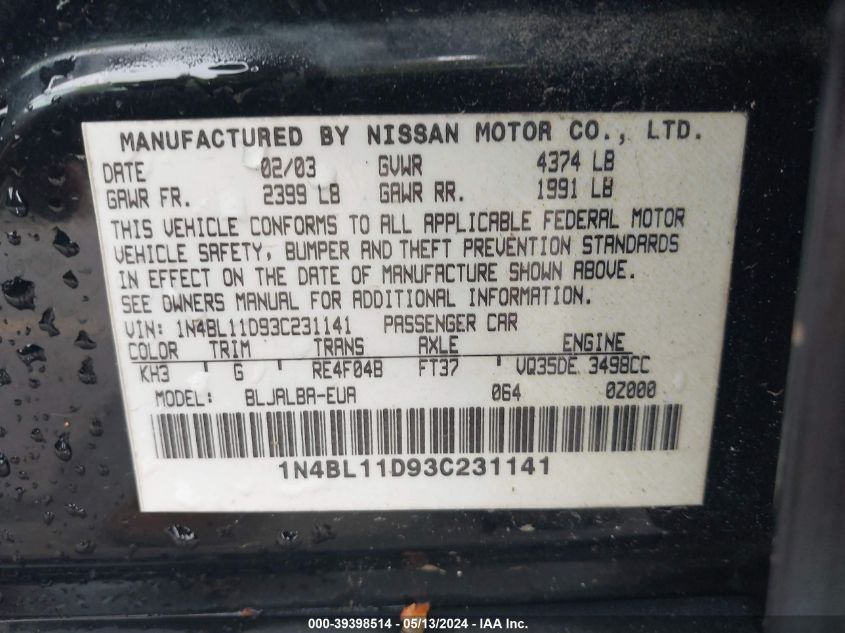 MANUFACTURED BY NISSAN MOTOR CO., LTD.
DATE 02/03 GVWR 4374 LB
GAWR FR. 2399 LB GAWR RR. 1991 LB
THIS VEHICLE CONFORMS TO ALL APPLICABLE FEDERAL MOTOR
VEHICLE SAFETY, BUMPER AND THEFT PREVENTION STANDARDS
IN EFFECT ON THE DATE OF MANUFACTURE SHOWN ABOVE.
SEE OWNERS MANUAL FOR ADDITIONAL INFORMATION.
VIN: 1N4BL11D93C231141 PASSENGER CAR
COLOR TRIM TRANS AXLE ENGINE
KH3 G RE4F04B FT37 VQ35DE 3498CC
MODEL: BLJALBA-EUA 064 0Z000
1N4BL11D93C231141
000-39398514 - 05/13/2024 - IAA Inc.